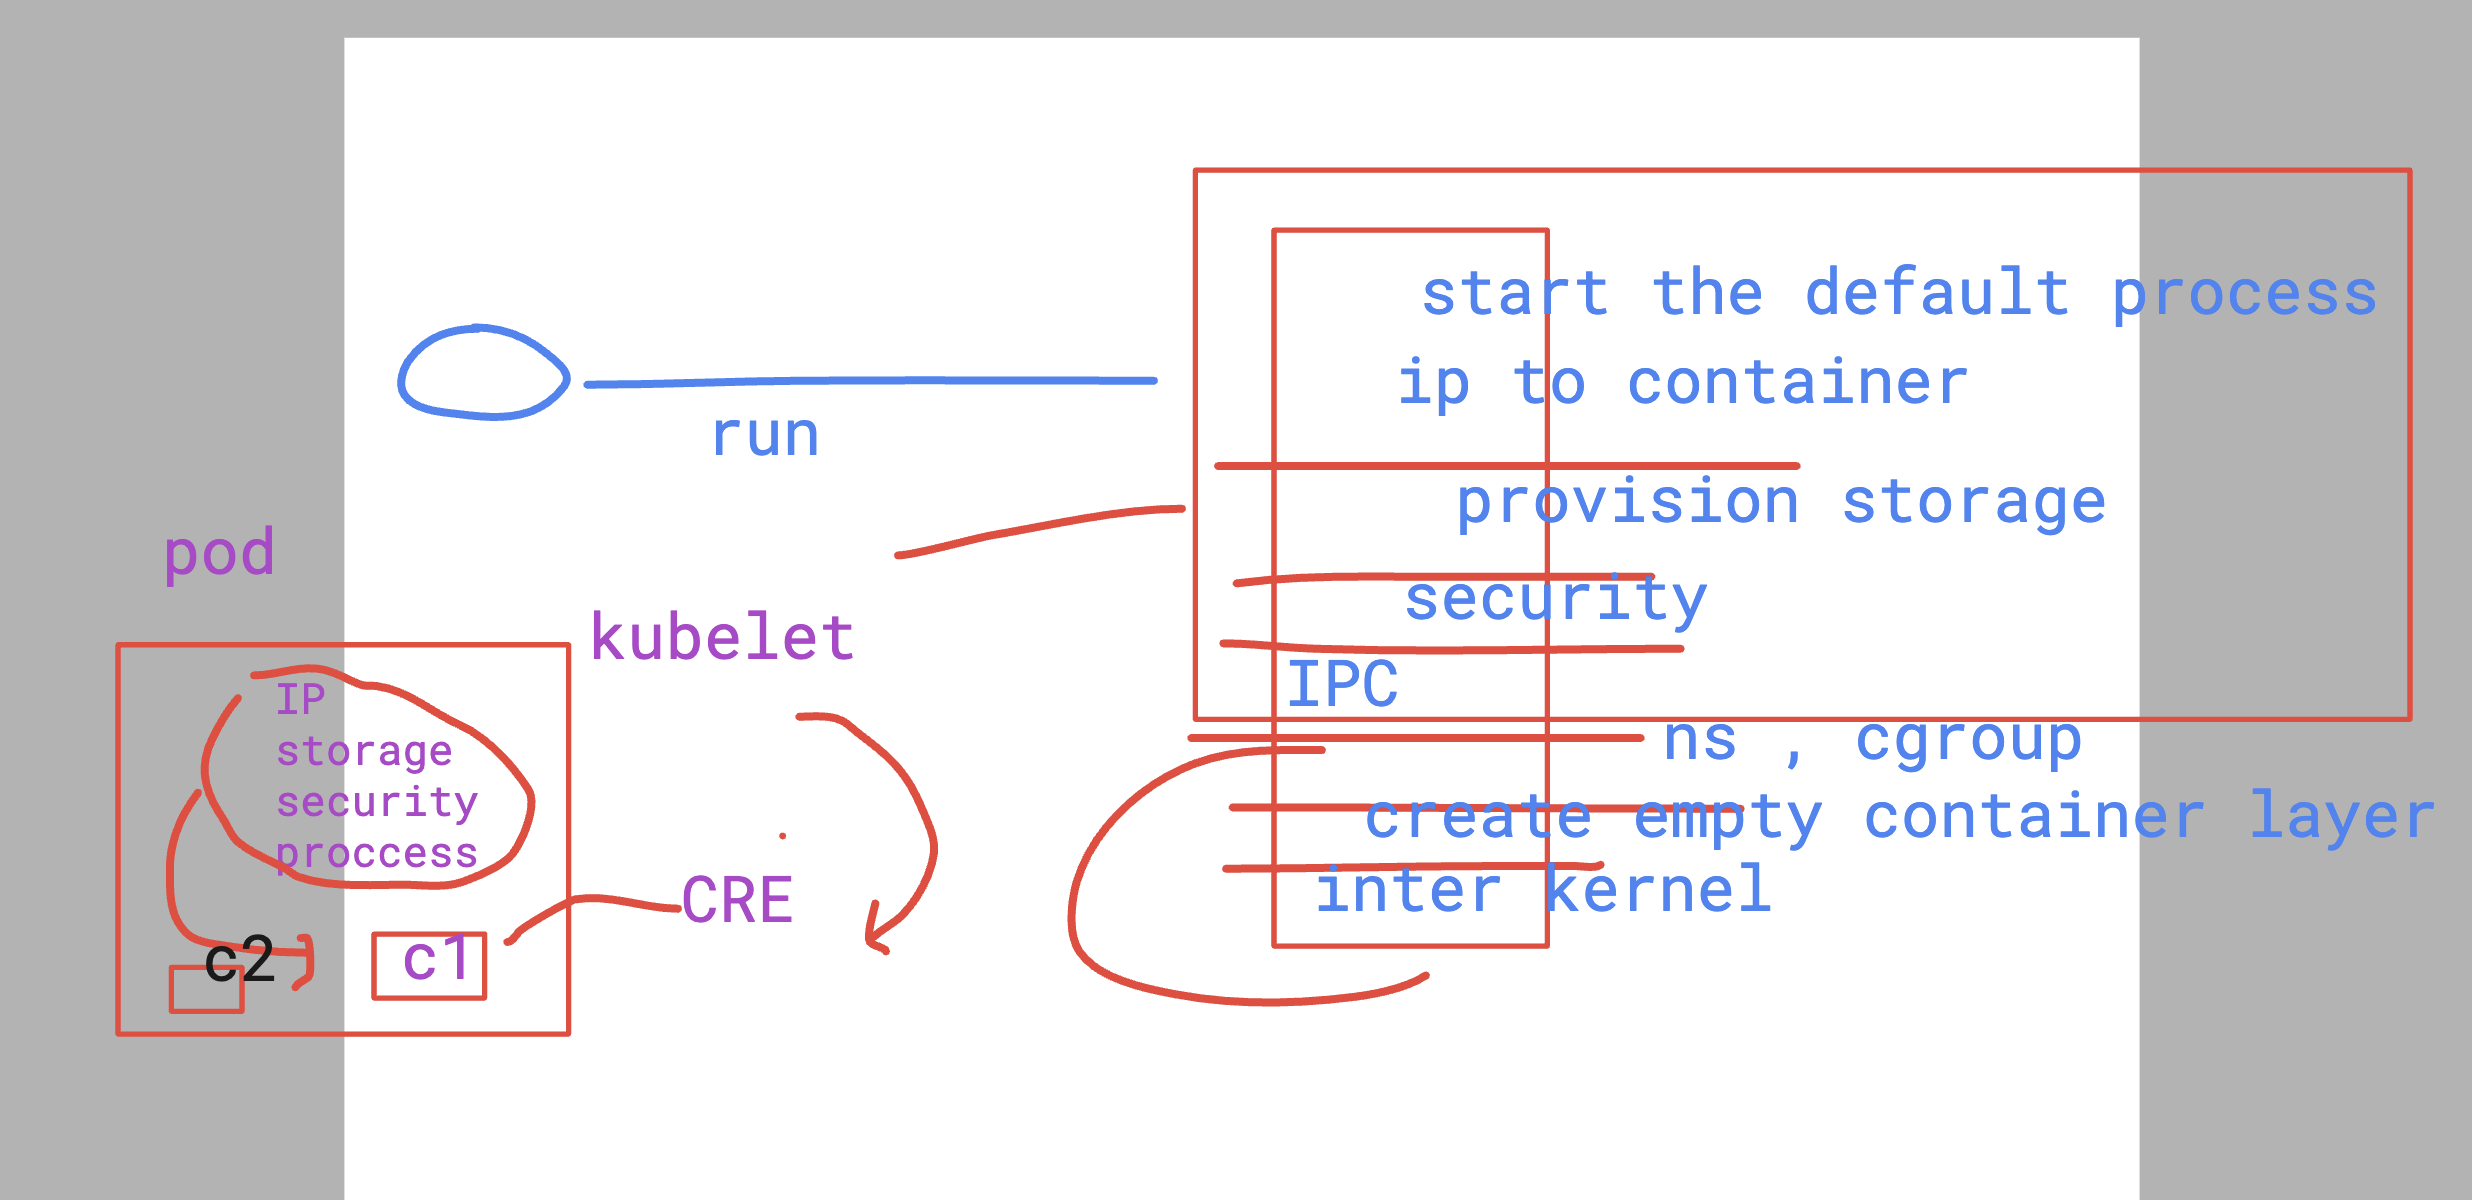 start the default process
ip to container
run
provision storage
pod
security
kubelet
IPC
IP
storage
security
proccess
ns , cgroup
create empty container layer
inter kernel
CRE
c2
c1